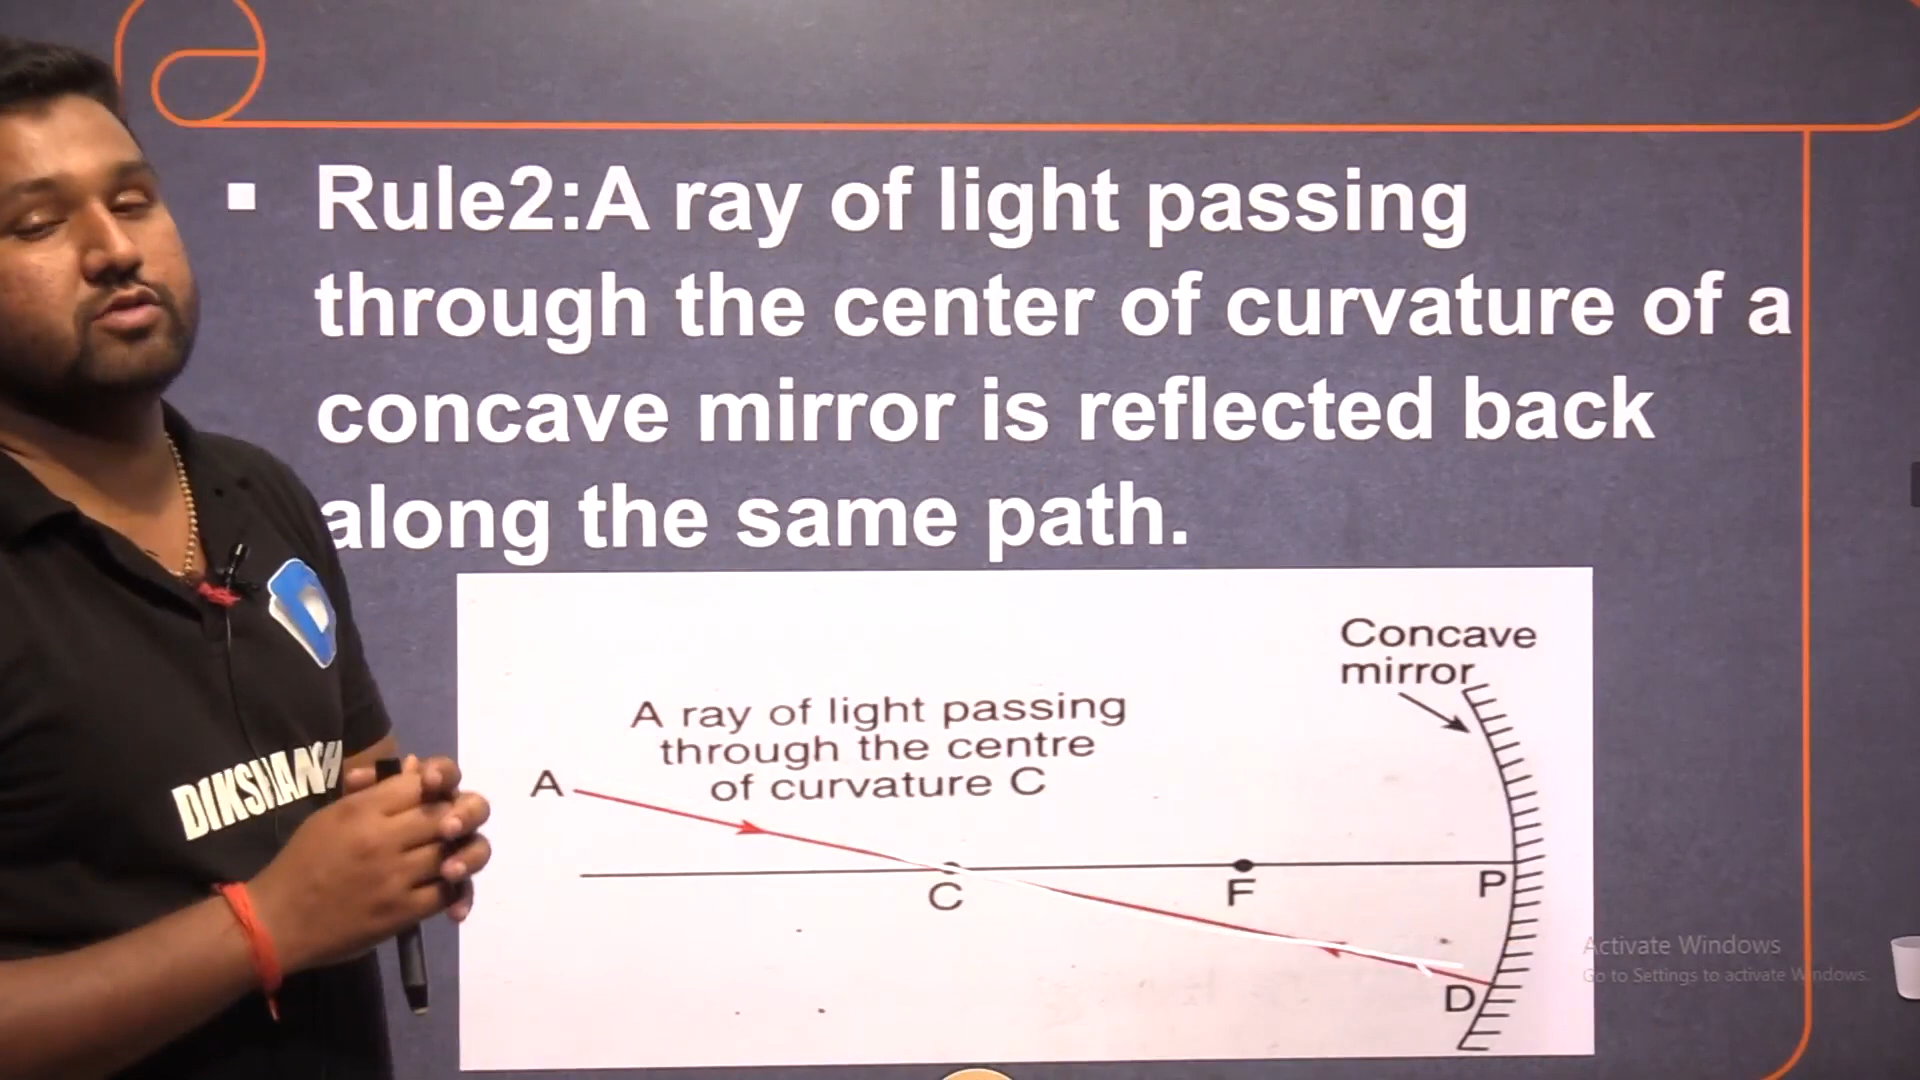 Rule2:A ray of light passing
through the center of curvature of a
concave mirror is reflected back
along the same path.
Concave
mirror
A ray of light passing
through the centre
of curvature C
A
C
F
P
D
Activate Windows
Go to Settings to activate Windows.
D